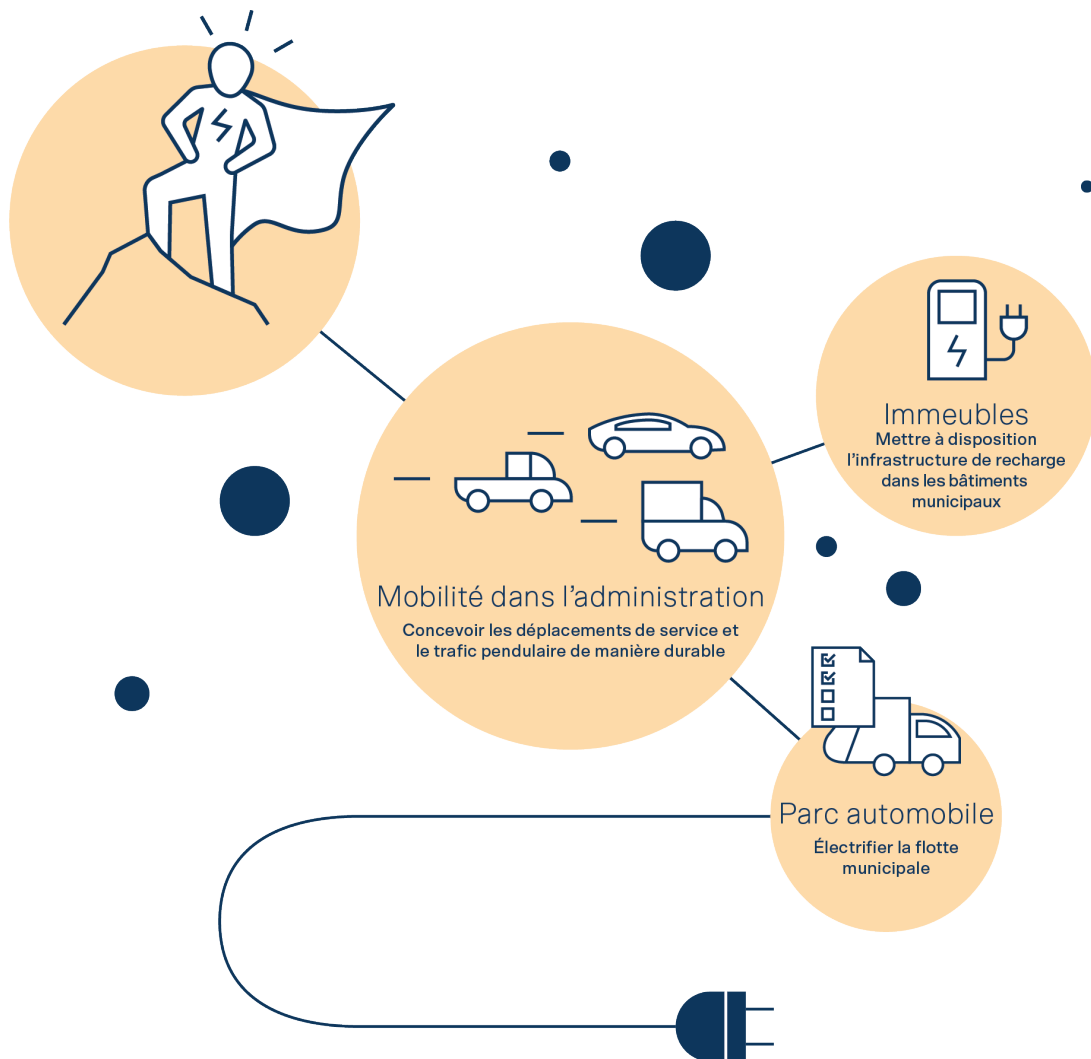 Immeubles
Mettre à disposition
l'infrastructure de recharge
dans les bâtiments
municipaux
Mobilité dans l'administration
Concevoir les déplacements de service et
le trafic pendulaire de manière durable
Parc automobile
Électrifier la flotte
municipale